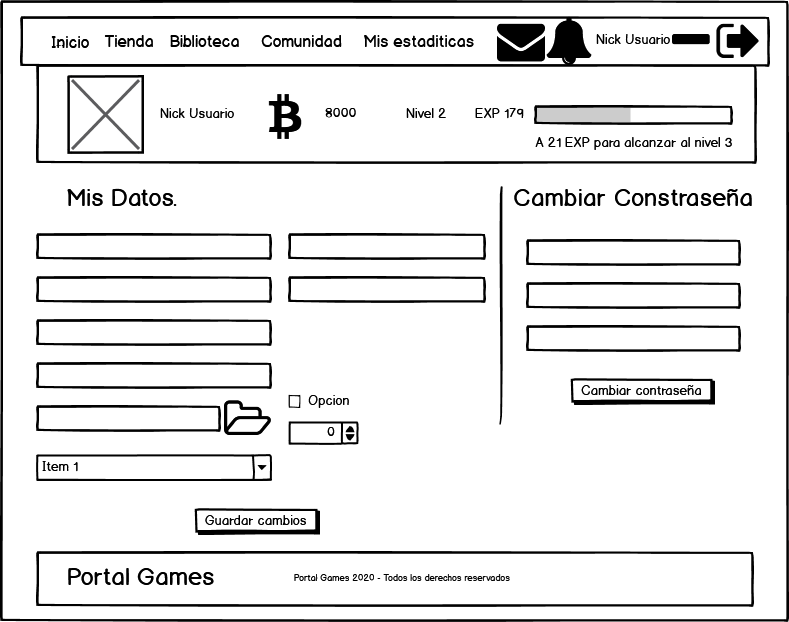 Inicio Tienda Biblioteca Comunidad Mis estaditicas Nick Usuario
Nick Usuario 8000 Nivel 2 EXP 179
A 21 EXP para alcanzar al nivel 3
Mis Datos.
Cambiar Constraseña
Cambiar contraseña
Opcion
0
Item 1
Guardar cambios
Portal Games Portal Games 2020 - Todos los derechos reservados